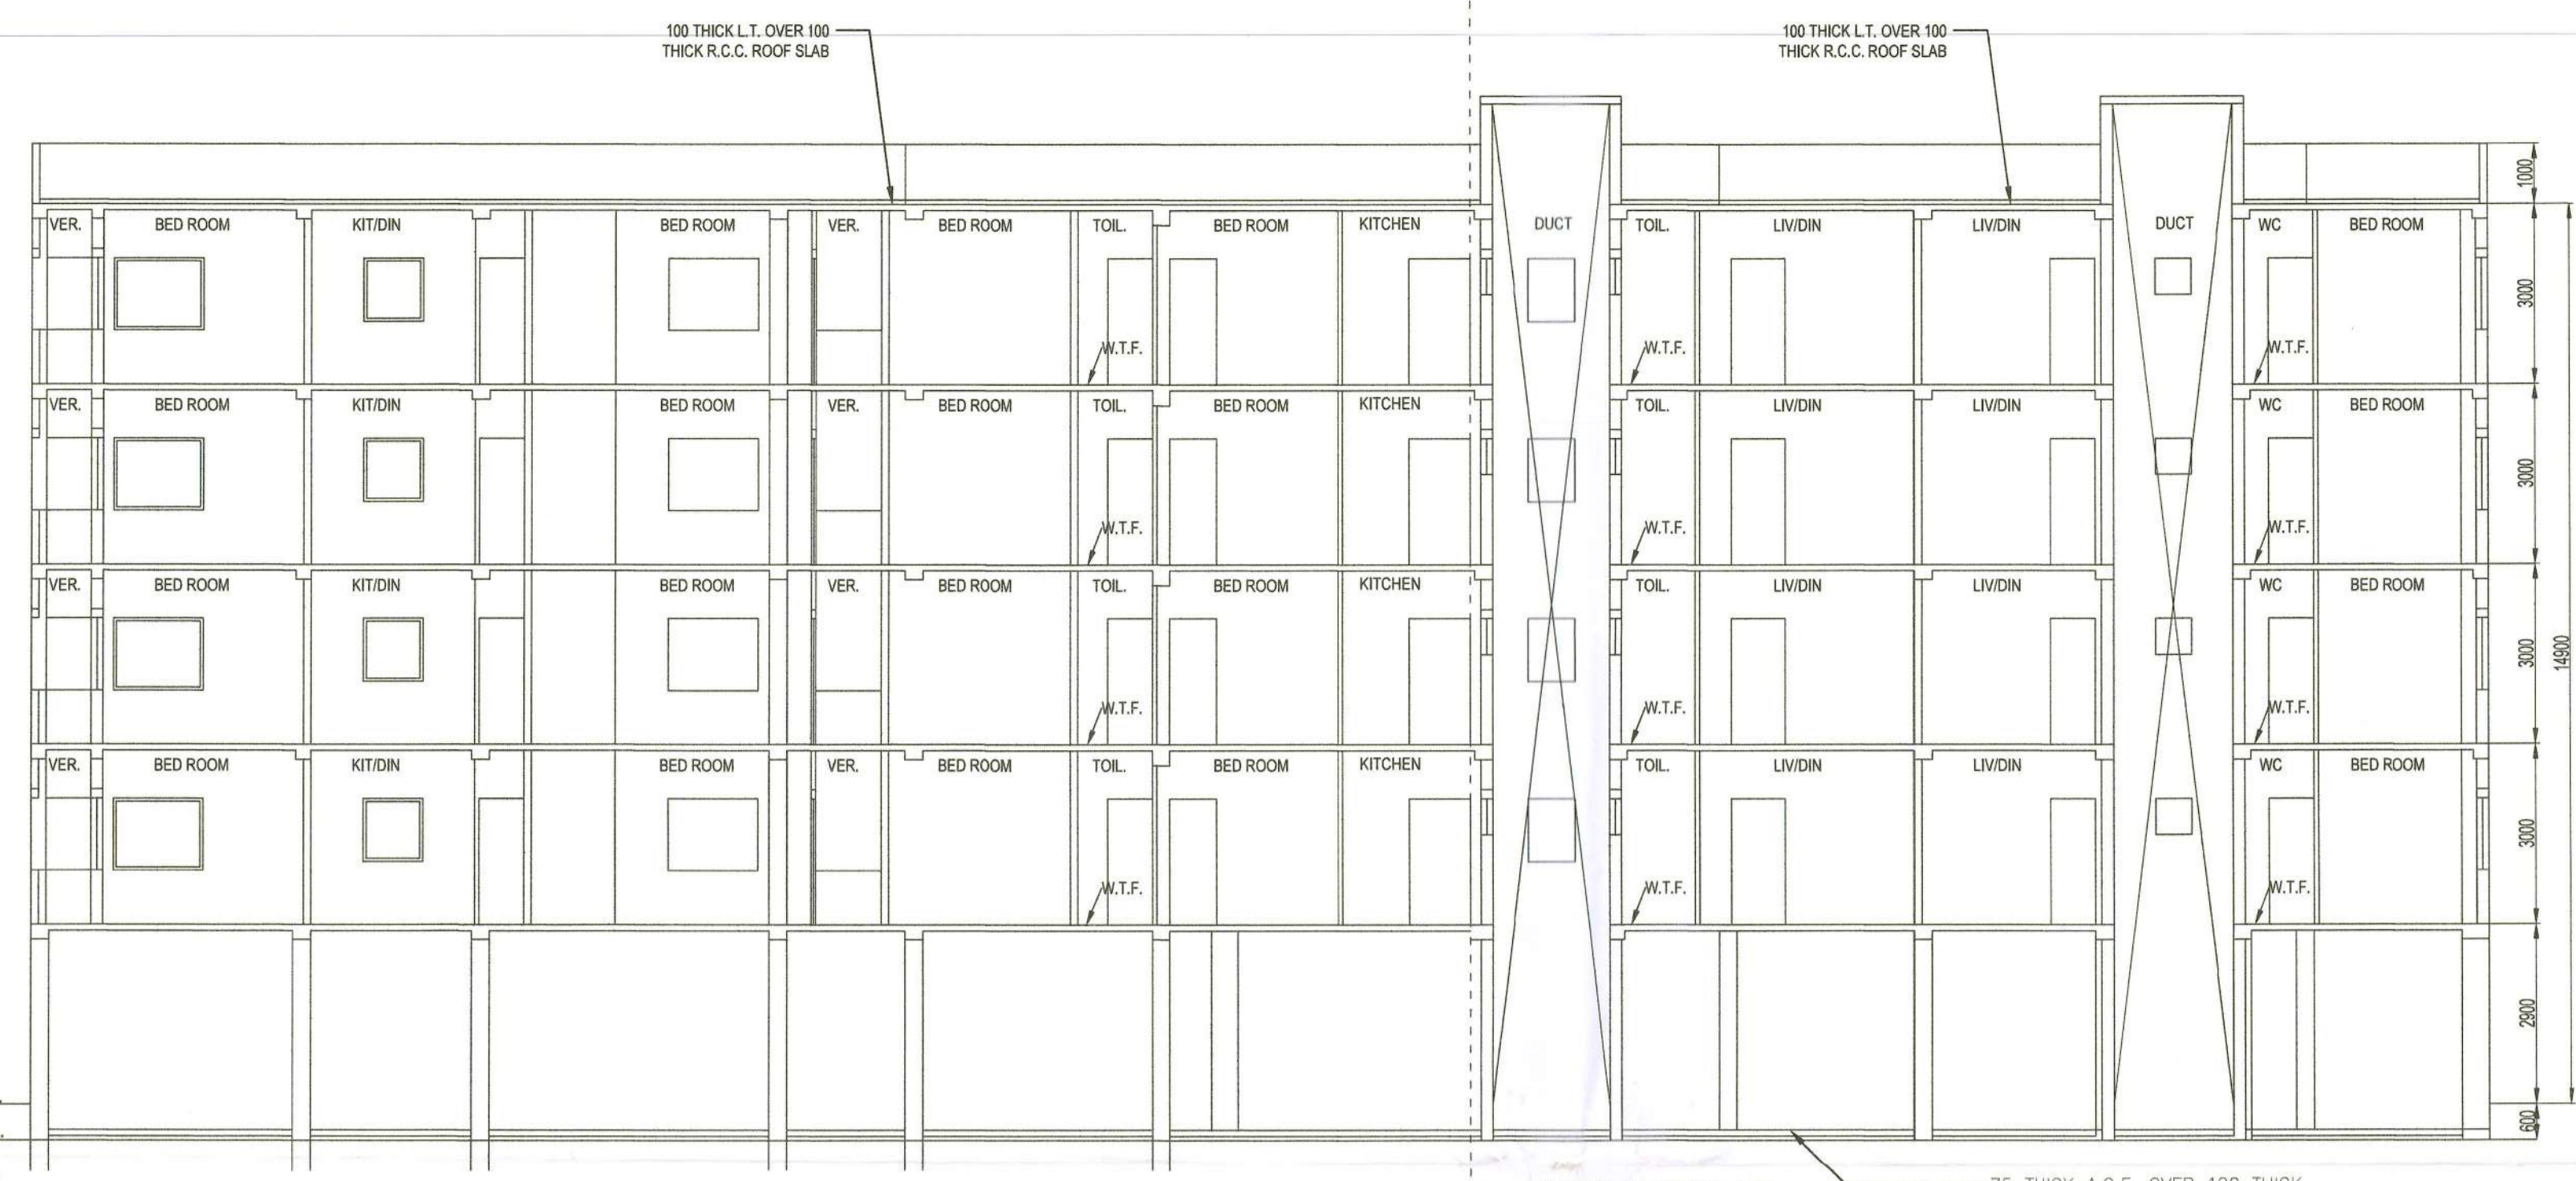 100 THICK L.T. OVER 100
THICK R.C.C. ROOF SLAB
100 THICK L.T. OVER 100
THICK R.C.C. ROOF SLAB
1000
VER. BED ROOM KIT/DIN BED ROOM VER. BED ROOM TOIL. BED ROOM KITCHEN DUCT TOIL. LIV/DIN LIV/DIN DUCT WC BED ROOM
3000
W.T.F. W.T.F. W.T.F.
VER. BED ROOM KIT/DIN BED ROOM VER. BED ROOM TOIL. BED ROOM KITCHEN TOIL. LIV/DIN LIV/DIN WC BED ROOM
3000
W.T.F. W.T.F. W.T.F.
VER. BED ROOM KIT/DIN BED ROOM VER. BED ROOM TOIL. BED ROOM KITCHEN TOIL. LIV/DIN LIV/DIN WC BED ROOM
3000 14900
W.T.F. W.T.F. W.T.F.
VER. BED ROOM KIT/DIN BED ROOM VER. BED ROOM TOIL. BED ROOM KITCHEN TOIL. LIV/DIN LIV/DIN WC BED ROOM
3000
W.T.F. W.T.F. W.T.F.
2900
600
75 THICK OVER 100 THICK